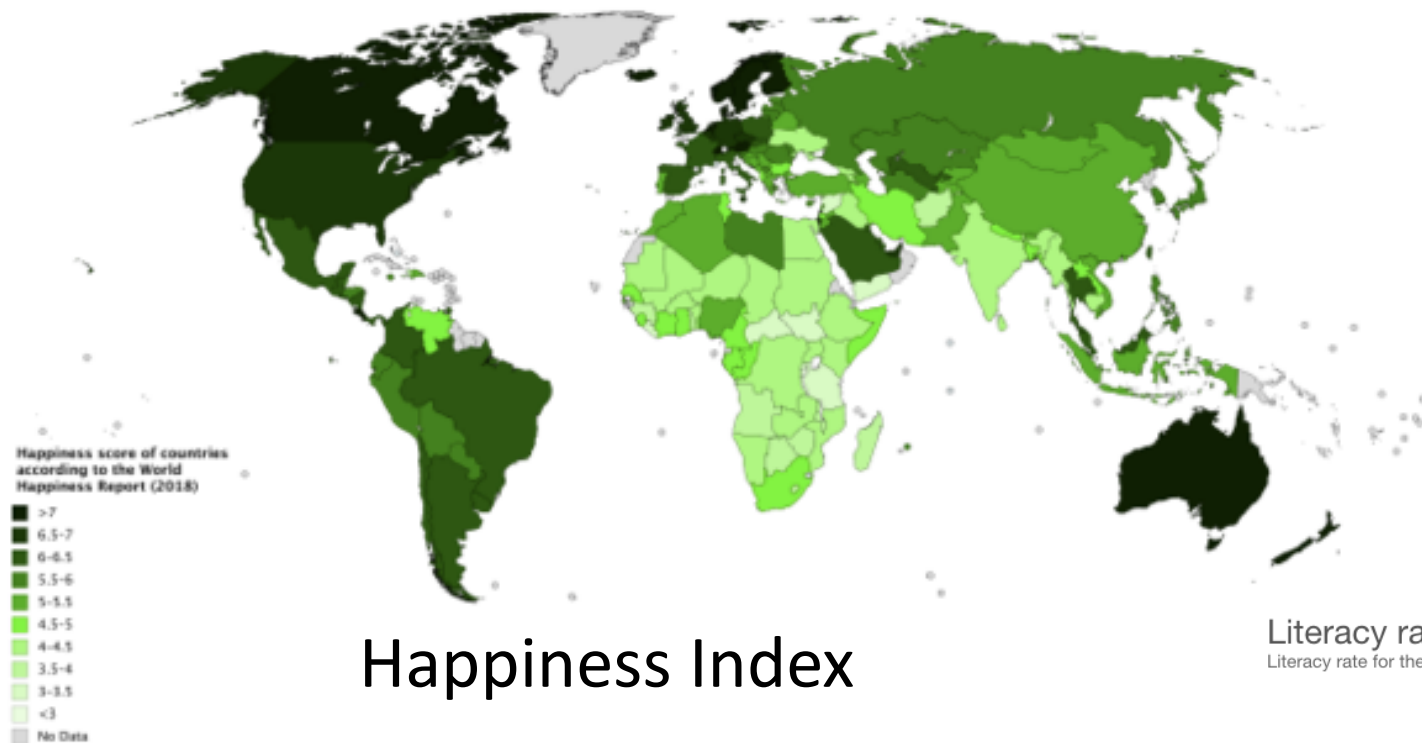 Happiness score of countries
according to the World
Happiness Report (2018)
>7
6.5-7
6-6.5
5.5-6
5-5.5
4.5-5
4-4.5
3.5-4
3-3.5
<3
No Data
Happiness Index
Literacy ra
Literacy rate for the